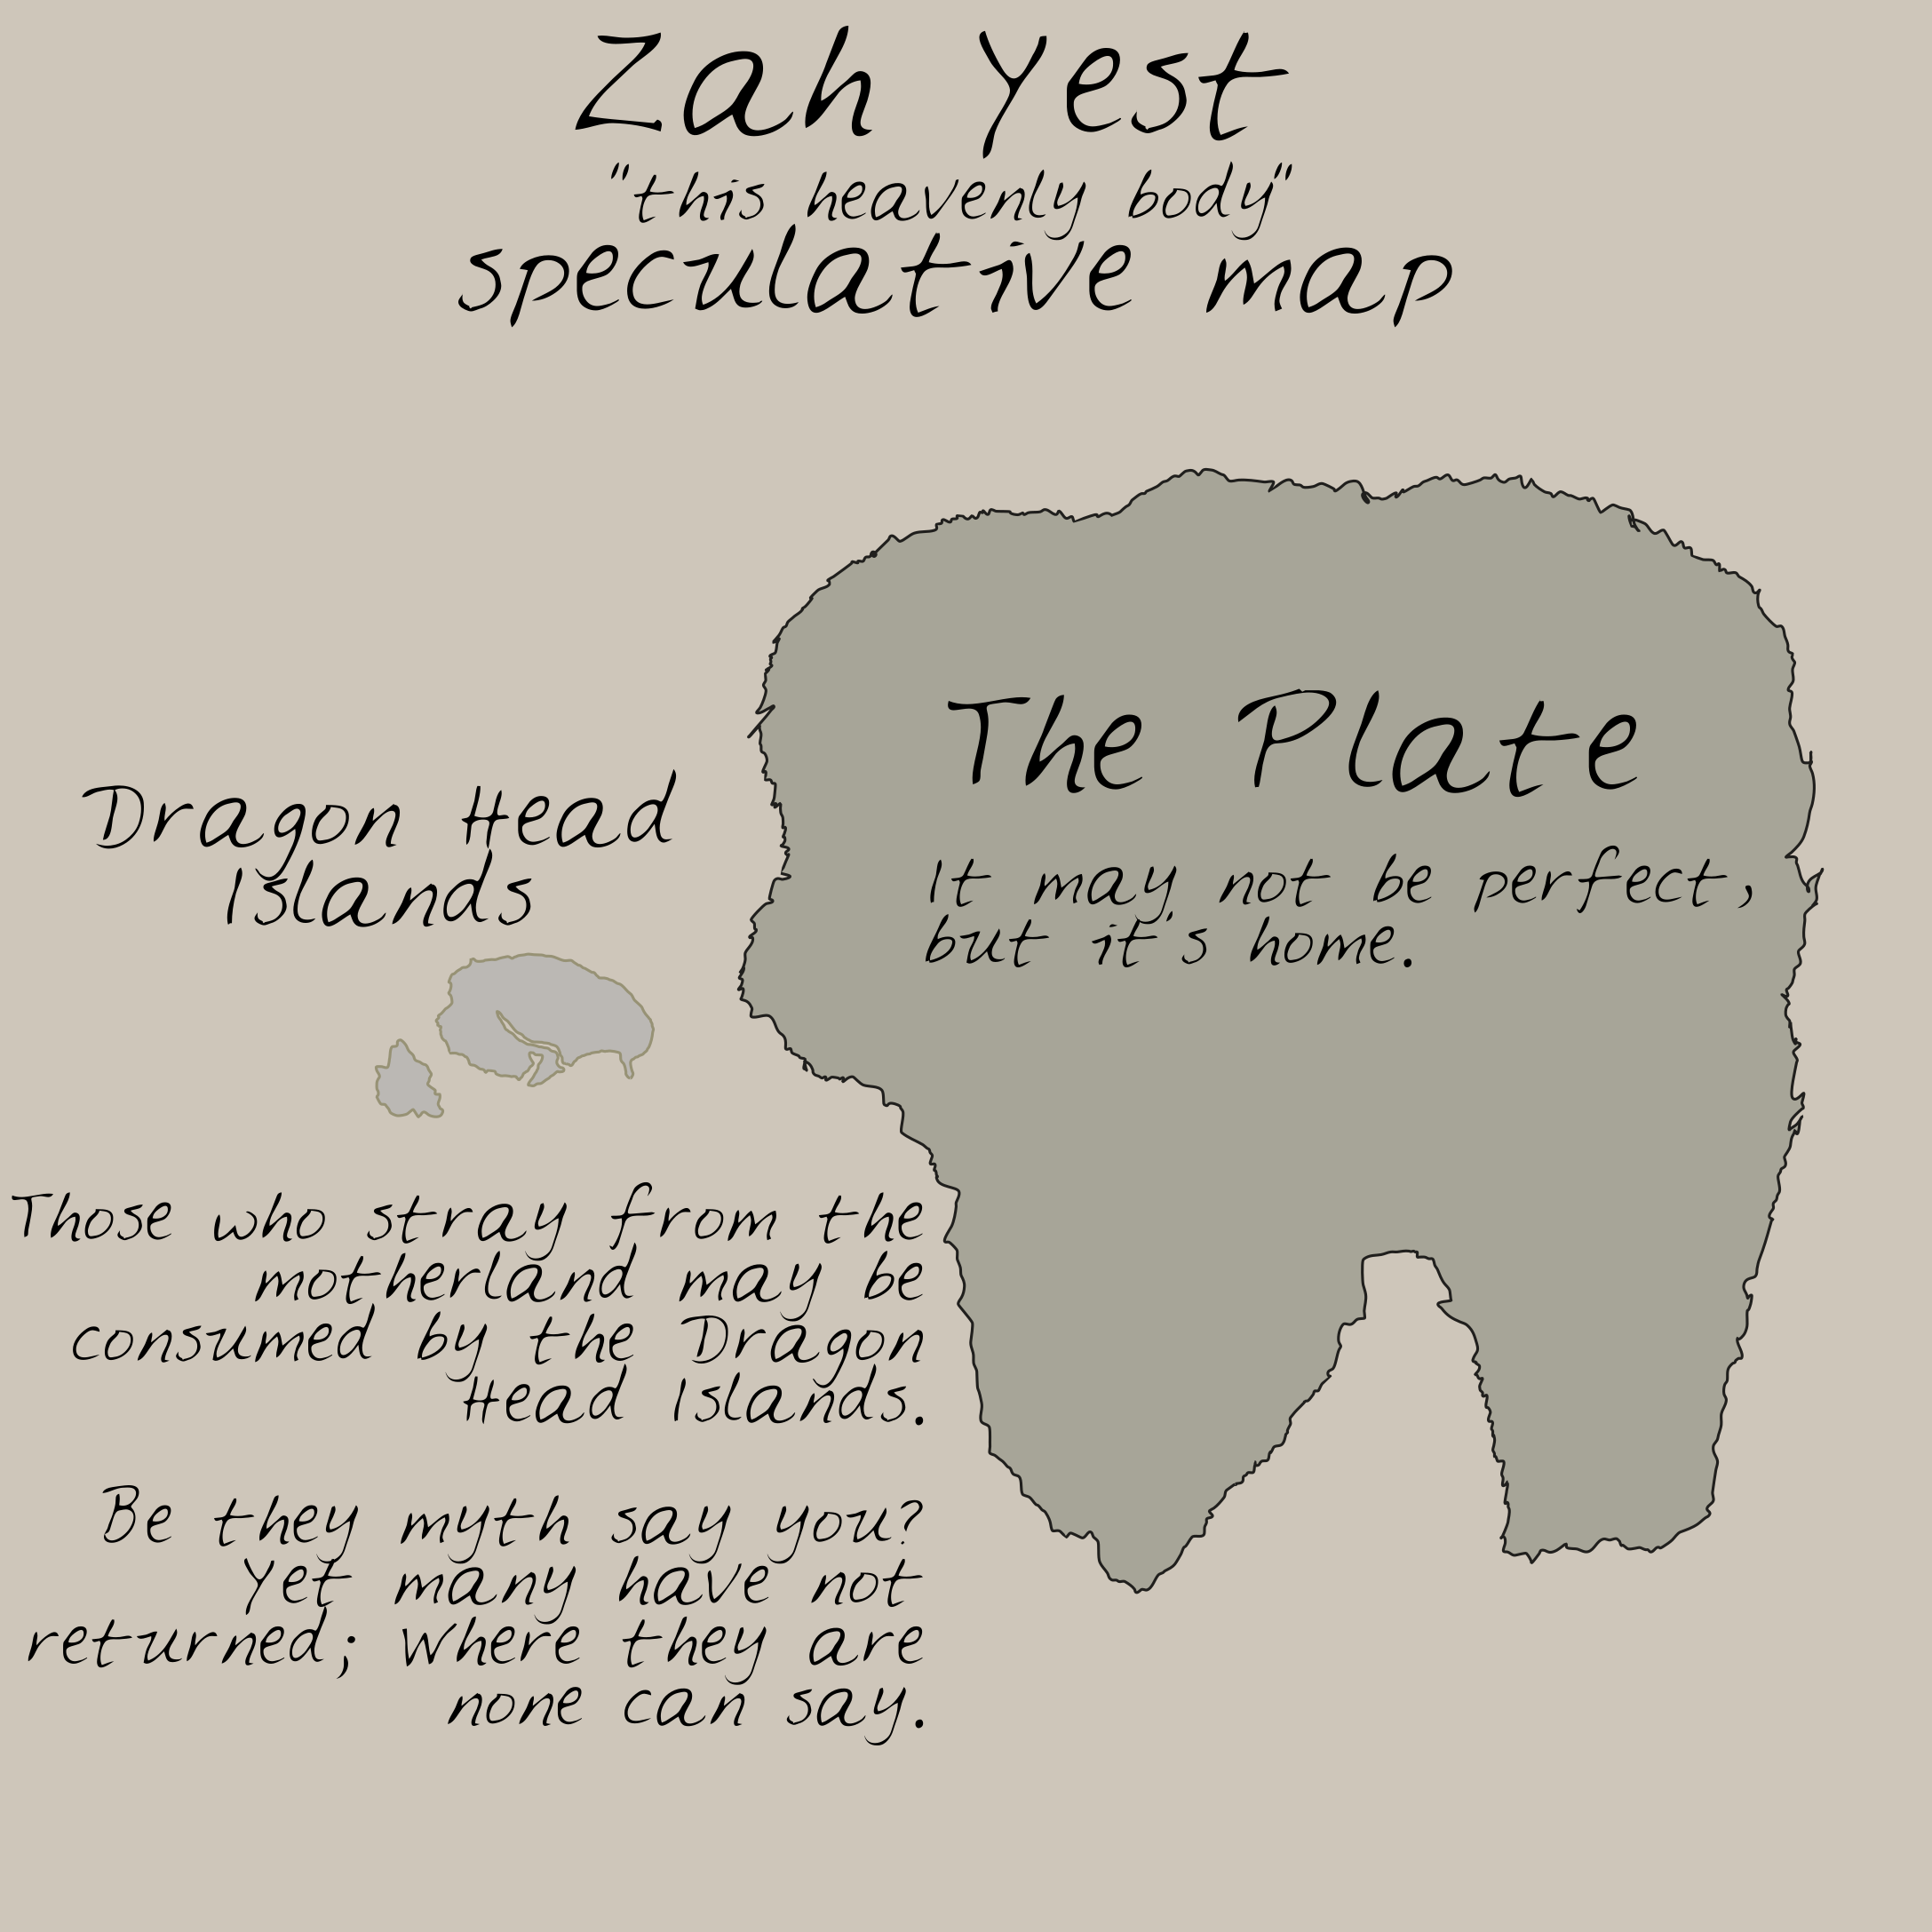 Zah Yest
"this heavenly body"
speculative map
The Plate
It may not be perfect,
but it's home.
Dragon Head
Islands
Those who stray from the
motherland may be
consumed by the Dragon
Head Islands.
Be they myth say you?
Yet many have not
returned; where they are
none can say.